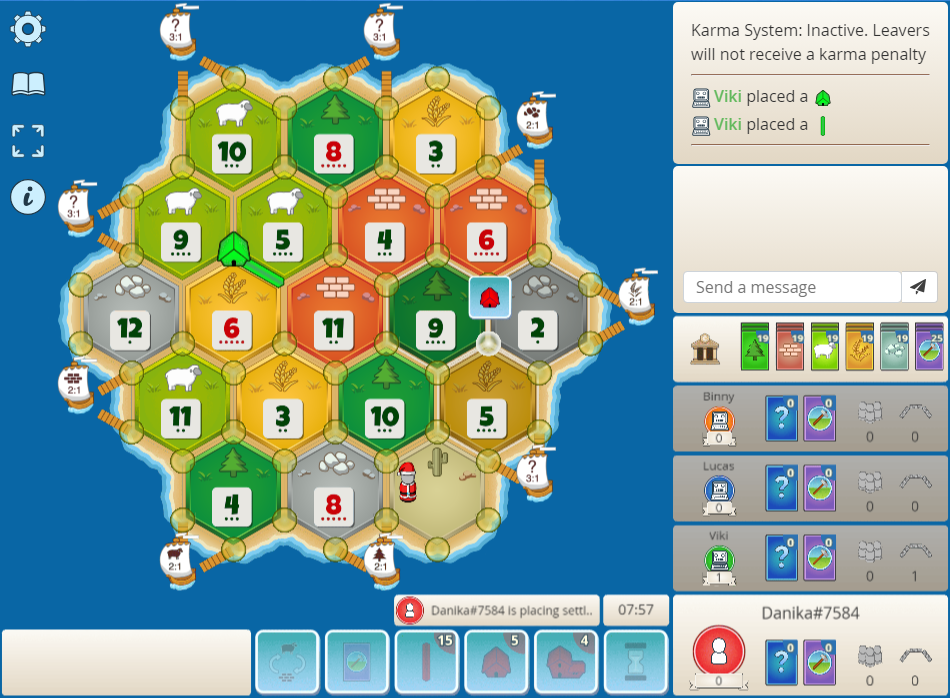 ?
3:1
?
3:1
Karma System: Inactive. Leavers
will not receive a karma penalty
Viki placed a
Viki placed a
2:1
10
8
3
?
3:1
9
5
4
6
2:1
Send a message
12
6
11
9
2
19
19
19
19
19
25
2:1
11
3
10
5
Binny
? 0 0
0 0 0
Lucas
? 0 0
0 0 0
?
3:1
4
8
Viki
? 0 0
1 0 1
2:1
2:1
Danika#7584 is placing settl..
07:57
Danika#7584
15
5
4
? 0 0
0 0 0
i